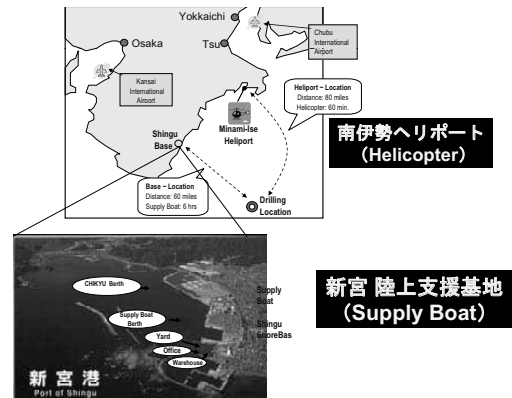 Yokkaichi
Chubu
International
Airport
Osaka
Tsu
Kansai
International
Airoort
Heliport ~ Location
Distance: 80 miles
Helicopter: 60 min.
Minami-Ise
Heliport
南伊勢ヘリポート
(Helicopter)
Shingu
Base
Base ~ Location
Distance: 60 miles
Supply Boat: 6 hrs
Drilling
Location
CHIKYU Berth
Supply
Boat
Supply Boat
Berth
Shingu
ShoreBas
Yard
Office
Warehouse
新宮港
Port of Shingu
新宮 陸上支援基地
(Supply Boat)